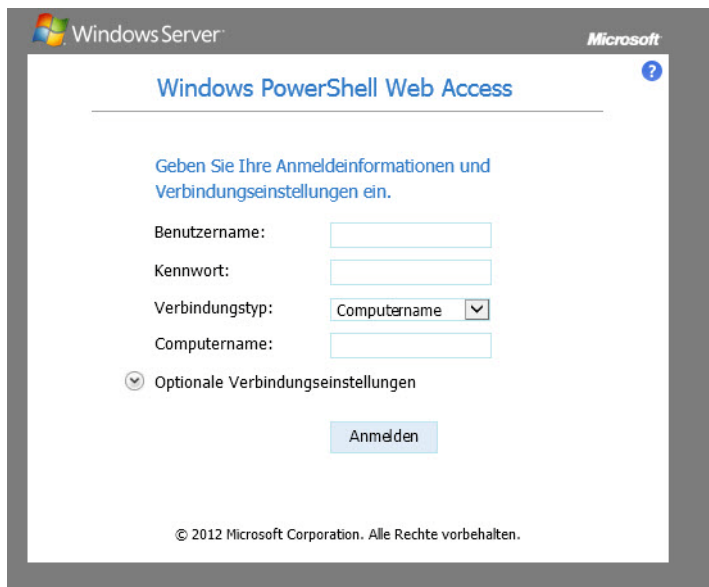 Windows Server
Microsoft
?
Windows PowerShell Web Access
Geben Sie Ihre Anmeldeinformationen und
Verbindungseinstellungen ein.
Benutzername:
Kennwort:
Verbindungstyp: Computername
Computername:
Optionale Verbindungseinstellungen
Anmelden
© 2012 Microsoft Corporation. Alle Rechte vorbehalten.